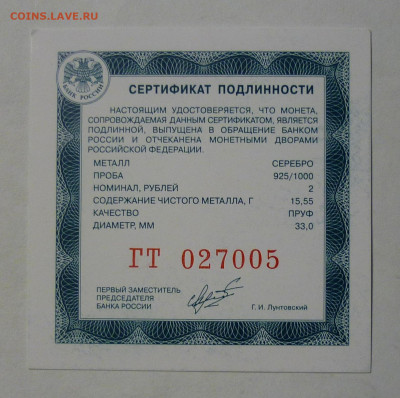 COINS.LAVE.RU
БАНК РОССИИ
СЕРТИФИКАТ ПОДЛИННОСТИ
НАСТОЯЩИМ УДОСТОВЕРЯЕТСЯ, ЧТО МОНЕТА,
СОПРОВОЖДАЕМАЯ ДАННЫМ СЕРТИФИКАТОМ, ЯВЛЯЕТСЯ
ПОДЛИННОЙ, ВЫПУЩЕНА В ОБРАЩЕНИЕ БАНКОМ
РОССИИ И ОТЧЕКАНЕНА МОНЕТНЫМИ ДВОРАМИ
РОССИЙСКОЙ ФЕДЕРАЦИИ.
МЕТАЛЛ СЕРЕБРО
ПРОБА 925/1000
НОМИНАЛ, РУБЛЕЙ 2
СОДЕРЖАНИЕ ЧИСТОГО МЕТАЛЛА, Г 15,55
КАЧЕСТВО ПРУФ
ДИАМЕТР, ММ 33,0
ГТ 027005
ПЕРВЫЙ ЗАМЕСТИТЕЛЬ
ПРЕДСЕДАТЕЛЯ
БАНКА РОССИИ Г. И. Лунтовский